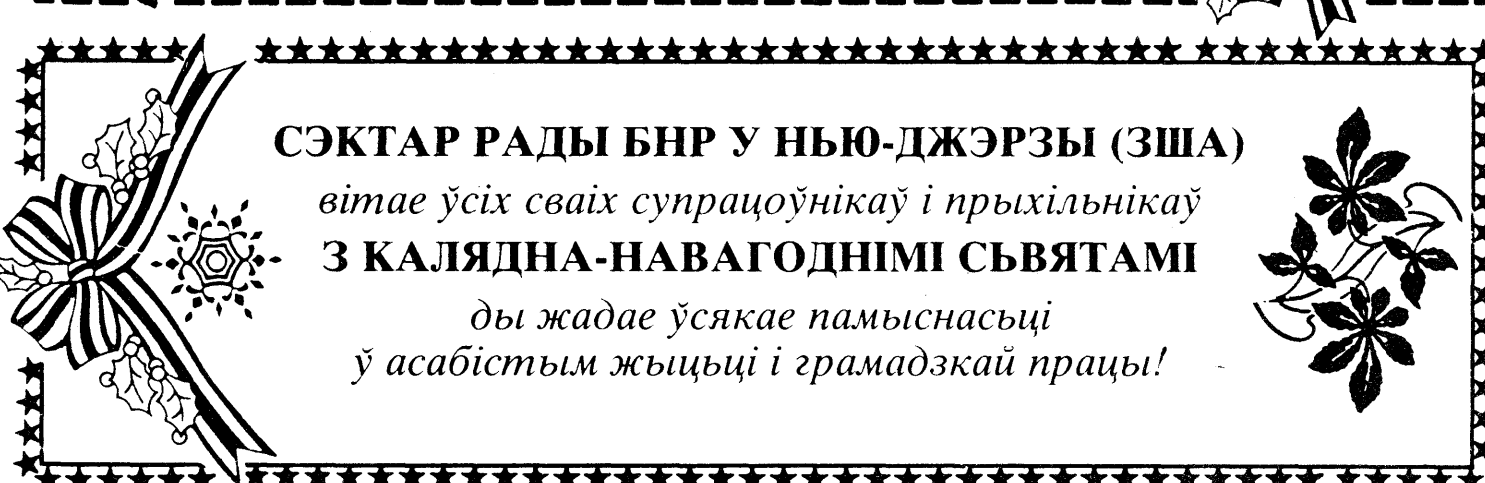 СЭКТАР РАДЫ БНР У НЬЮ-ДЖЭРЗЫ (ЗША)
вітае ўсіх сваіх супрацоўнікаў і прыхільнікаў
З КАЛЯДНА-НАВАГОДНІМІ СЬВЯТАМІ
ды жадае ўсякае памыснасьці
ў асабістым жыцьці і грамадзкай працы!